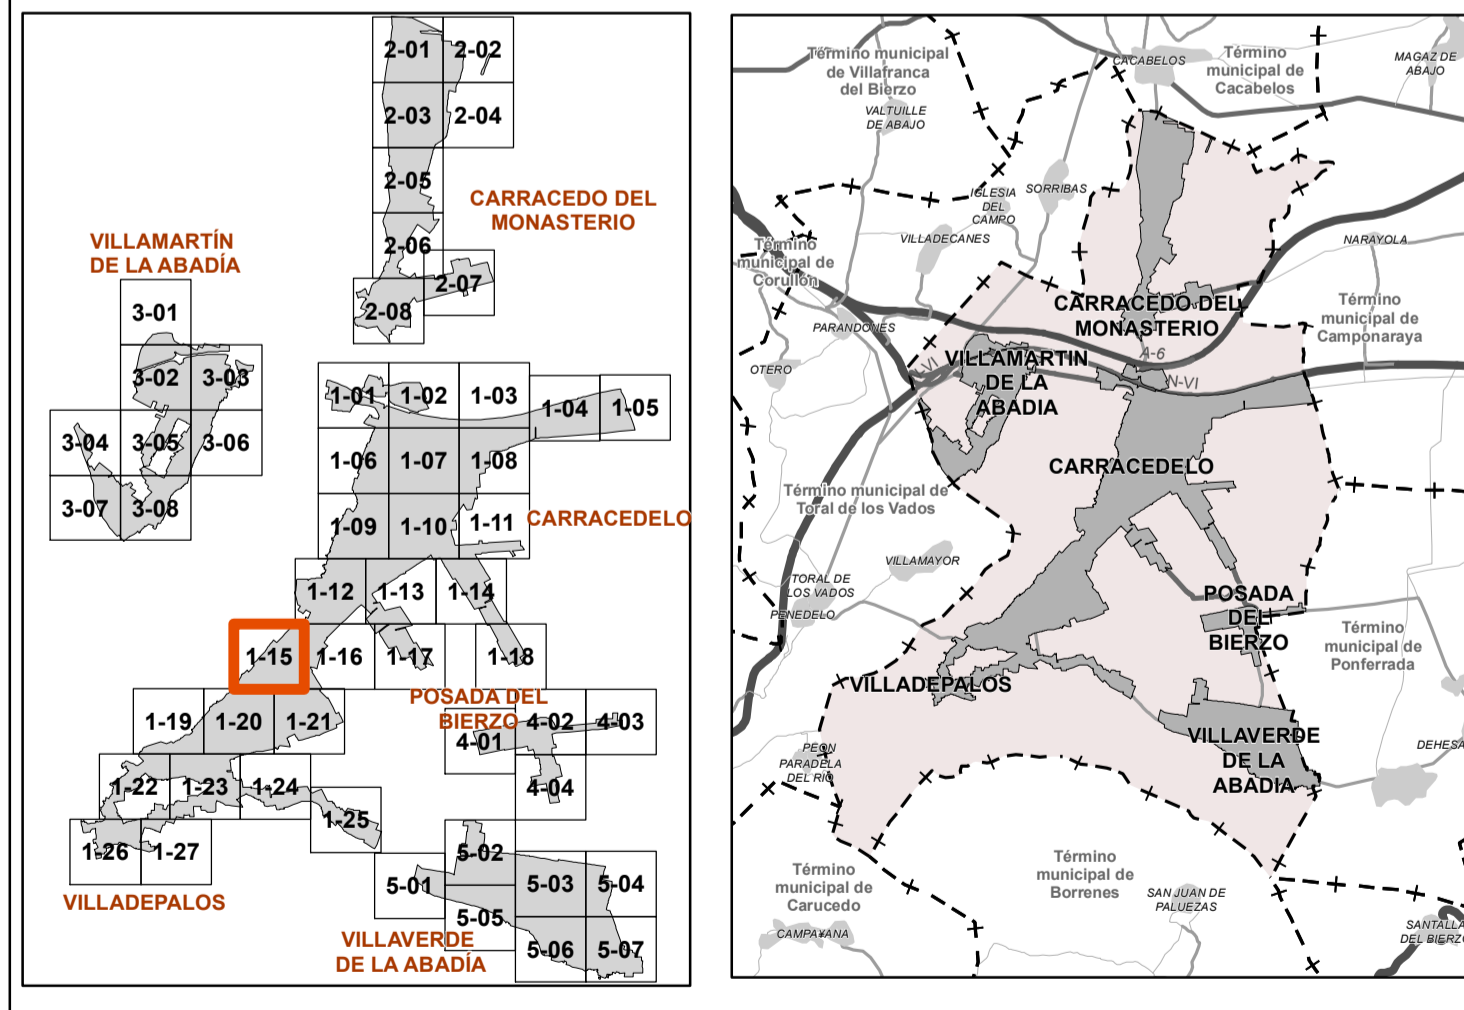 2-01
2-02
2-03
2-04
2-05
2-06
2-07
2-08
CARRACEDO DEL
MONASTERIO
VILLAMARTÍN
DE LA ABADÍA
3-01
3-02
3-03
3-04
3-05
3-06
3-07
3-08
1-01
1-02
1-03
1-04
1-05
1-06
1-07
1-08
1-09
1-10
1-11
CARRACEDELO
1-12
1-13
1-14
1-15
1-16
1-17
1-18
1-19
1-20
1-21
POSADA DEL
BIERZO
4-01
4-02
4-03
4-04
1-22
1-23
1-24
1-25
1-26
1-27
VILLADEPALOS
5-01
5-02
5-03
5-04
5-05
5-06
5-07
VILLAVERDE
DE LA ABADÍA
Término municipal
de Villafranca
del Bierzo
VALTUILLE
DE ABAJO
CACABELOS
Término
municipal de
Cacabelos
MAGAZ DE
ABAJO
IGLESIA
DEL
CAMPO
SORRIBAS
VILLADECANES
NARAYOLA
Término
municipal de
Corullón
CARRACEDO DEL
MONASTERIO
Término
municipal de
Camponaraya
PARANDONES
OTERO
A-6
N-VI
VILLAMARTIN
DE LA
ABADIA
CARRACEDELO
Término municipal de
Toral de los Vados
VILLAMAYOR
TORAL DE
LOS VADOS
PENEDELO
POSADA
DEL
BIERZO
Término
municipal de
Ponferrada
VILLADEPALOS
PEON
PARADELA
DEL RÍO
VILLAVERDE
DE LA
ABADIA
DEHESA
Término
municipal de
Carucedo
Término
municipal de
Borrenes
SAN JUAN DE
PALUEZAS
CAMPA¥ANA
SANTALLA
DEL BIERZO